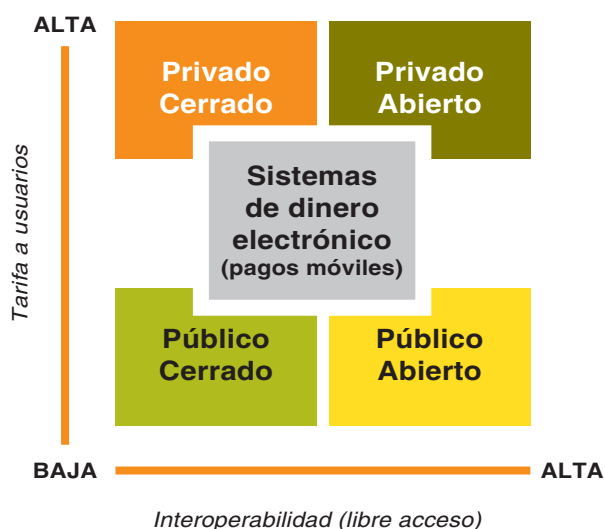 ALTA
Privado
Cerrado
Privado
Abierto
Tarifa a usuarios
Sistemas
de dinero
electrónico
(pagos móviles)
Público
Cerrado
Público
Abierto
BAJA
ALTA
Interoperabilidad (libre acceso)